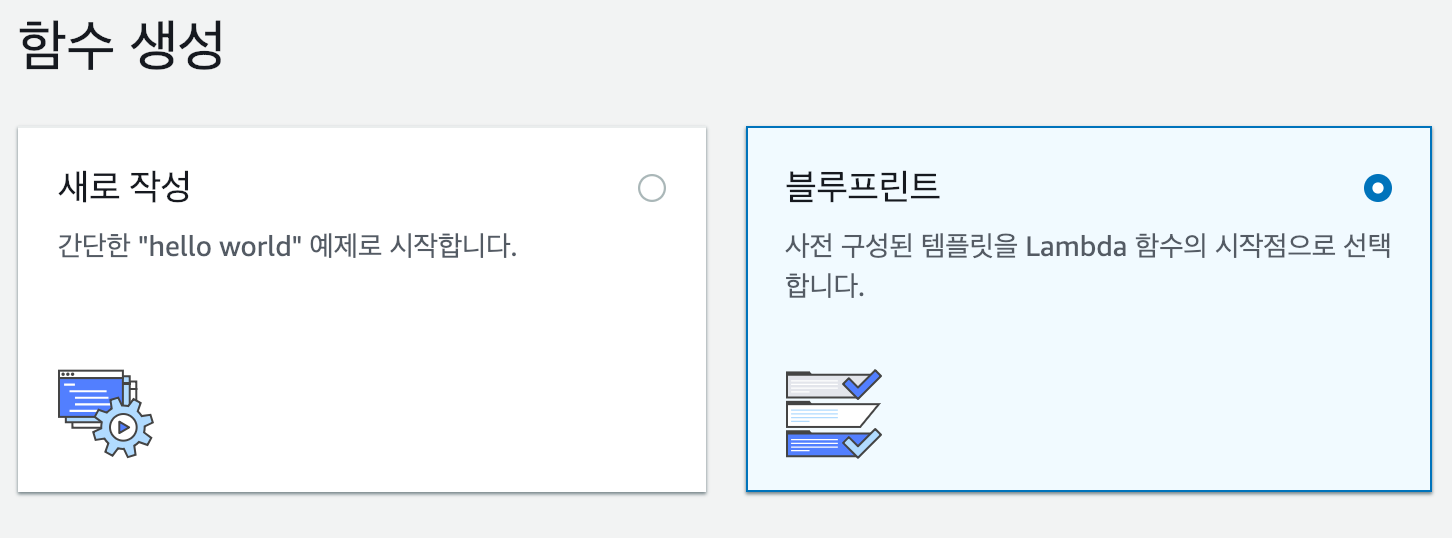 함수 생성
새로 작성
간단한 "hello world" 예제로 시작합니다.
블루프린트
사전 구성된 템플릿을 Lambda 함수의 시작점으로 선택
합니다.